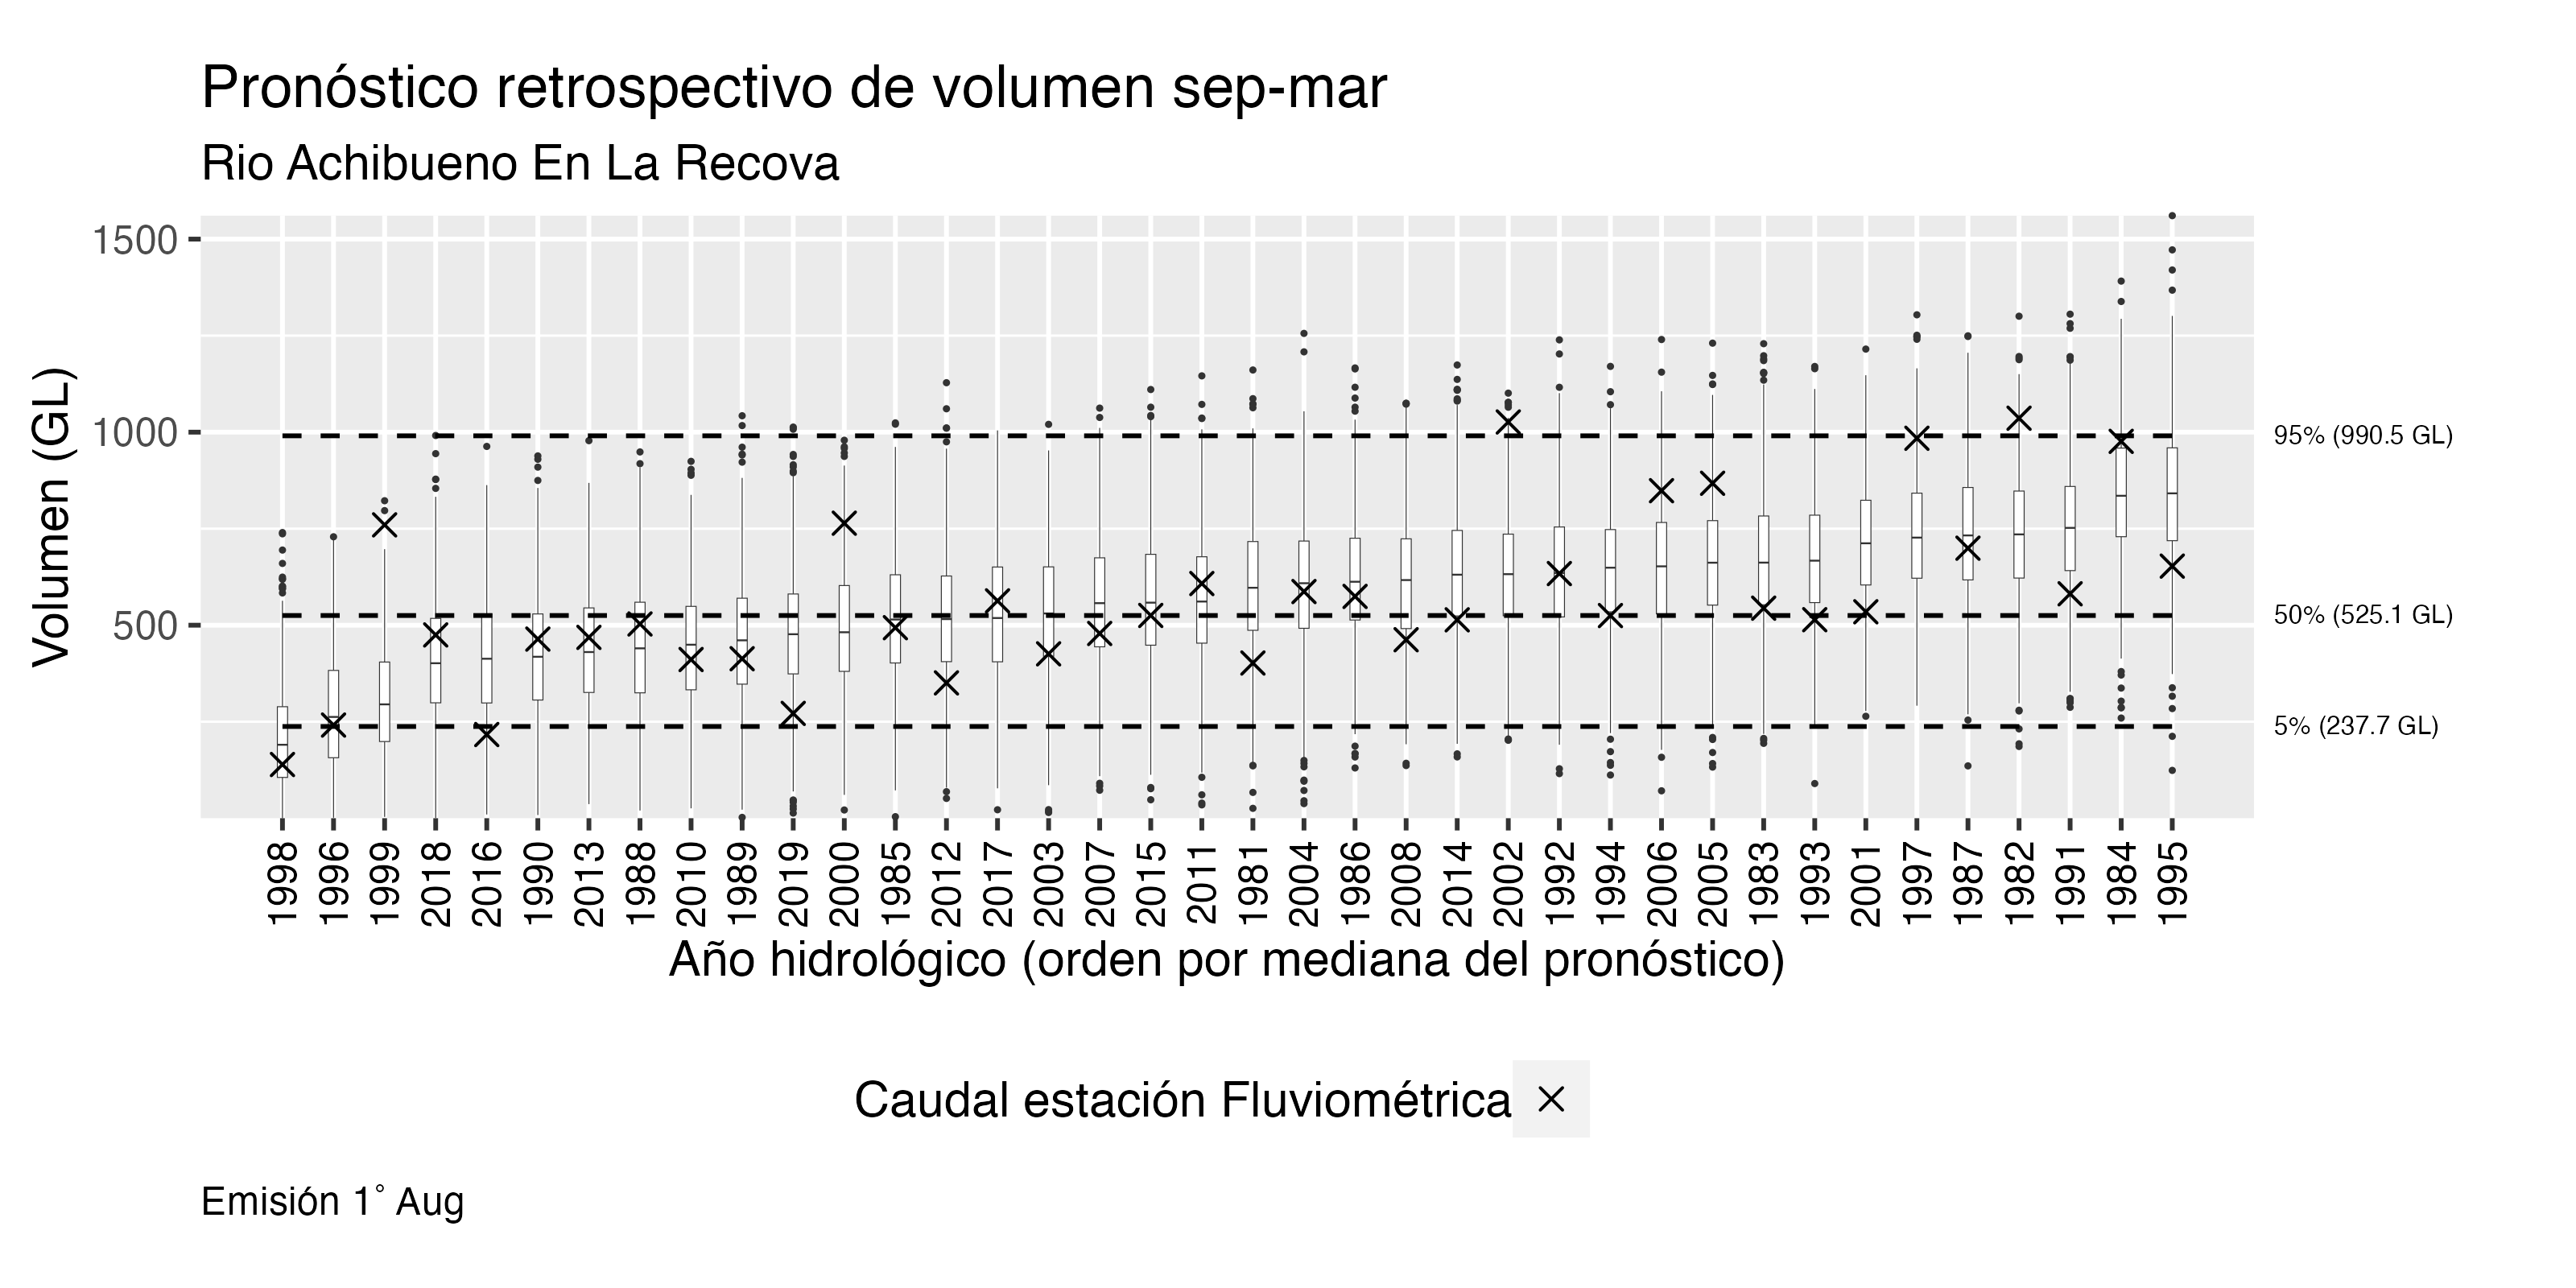 Pronóstico retrospectivo de volumen sep-mar
Rio Achibueno En La Recova
Volumen (GL)
1500
1000
500
95% (990.5 GL)
50% (525.1 GL)
5% (237.7 GL)
1998 1996 1999 2018 2016 1990 2013 1988 2010 1989 2019 2000 1985 2012 2017 2003 2007 2015 2011 1981 2004 1986 2008 2014 2002 1992 1994 2006 2005 1983 1993 2001 1997 1987 1982 1991 1984 1995
Año hidrológico (orden por mediana del pronóstico)
Caudal estación Fluviométrica
Emisión 1° Aug